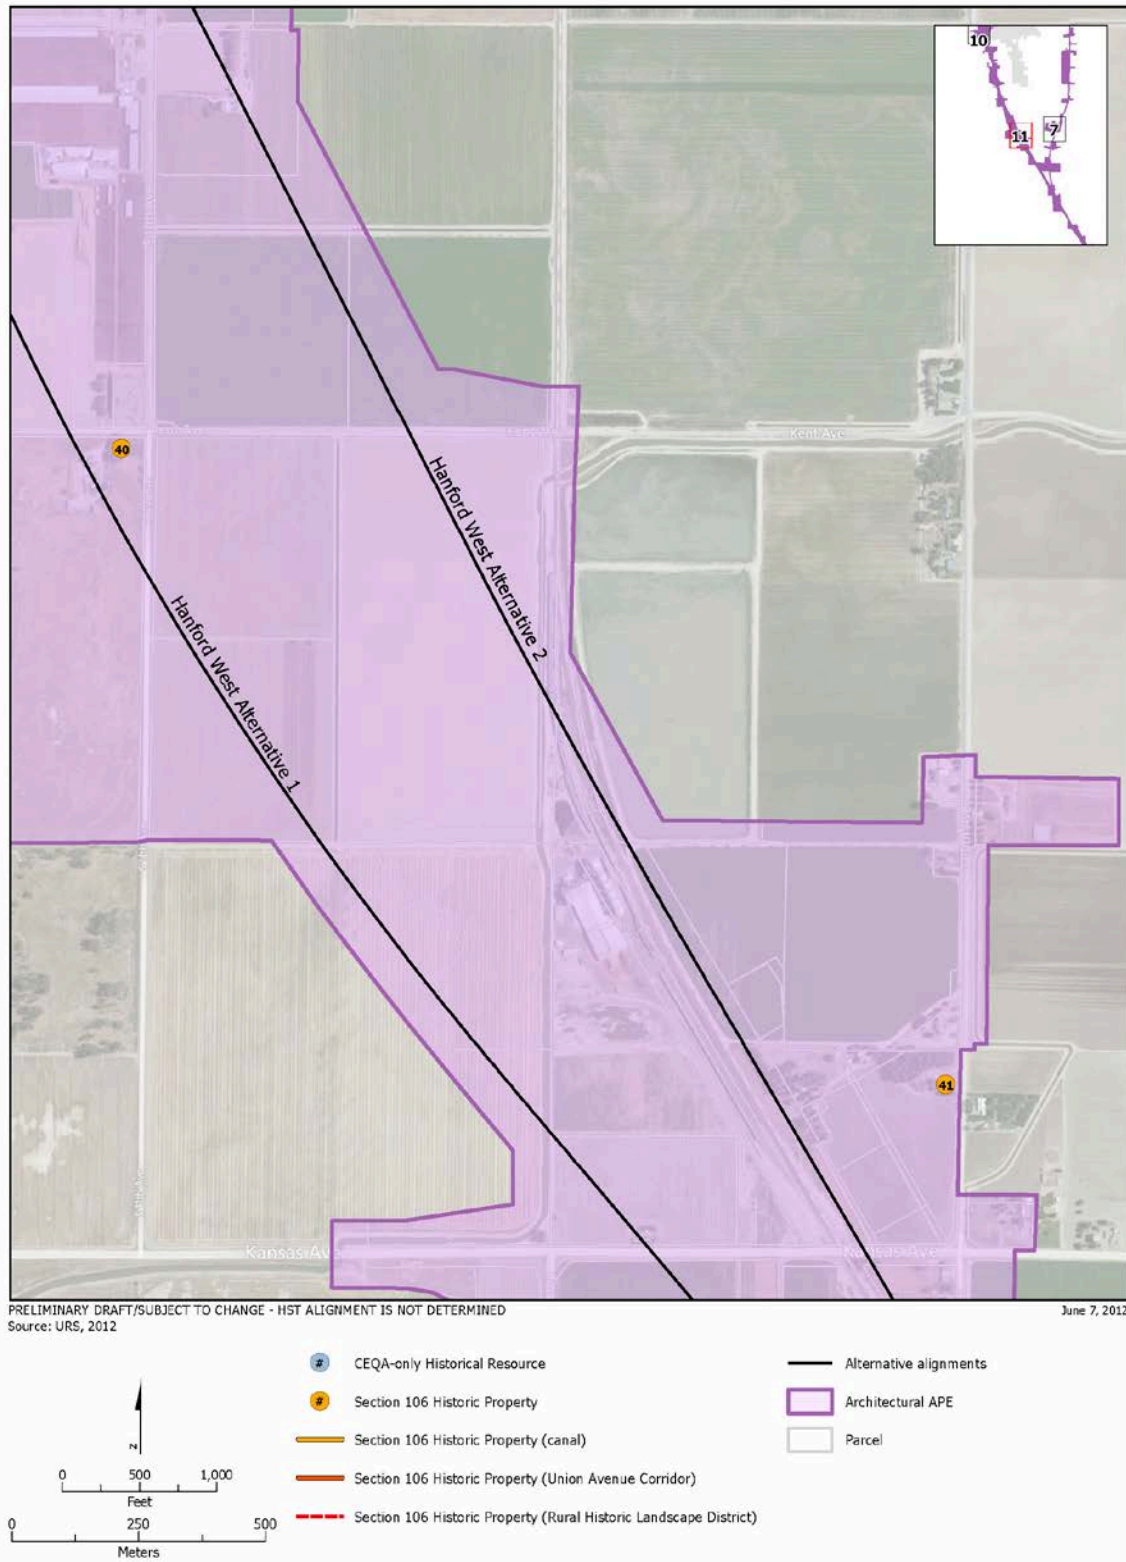 10
11
7
Kent Ave
40
Hanford West Alternative 2
Hanford West Alternative 1
41
Kansas Ave
Kansas Ave
PRELIMINARY DRAFT/SUBJECT TO CHANGE - HST ALIGNMENT IS NOT DETERMINED
June 7, 2012
Source: URS, 2012
# CEQA-only Historical Resource
# Section 106 Historic Property
Section 106 Historic Property (canal)
Section 106 Historic Property (Union Avenue Corridor)
Section 106 Historic Property (Rural Historic Landscape District)
Alternative alignments
Architectural APE
Parcel
N
0 500 1,000
Feet
0 250 500
Meters